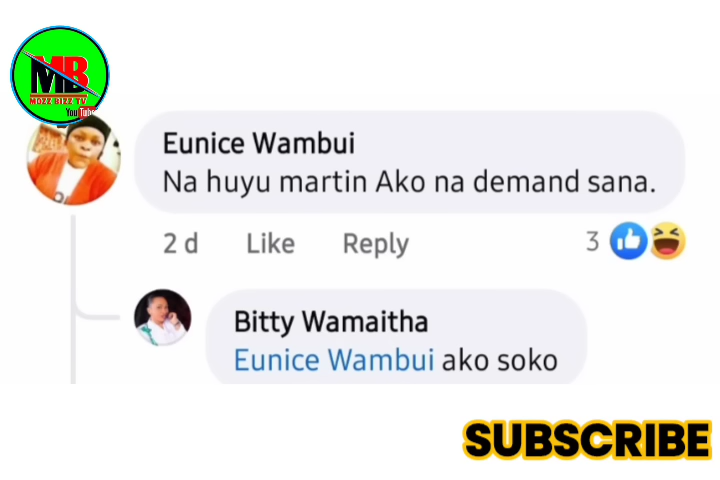 MB
MOZZ BIZZ TV
YouTube
Eunice Wambui
Na huyu martin Ako na demand sana.
2 d Like Reply 3
Bitty Wamaitha
Eunice Wambui ako soko
SUBSCRIBE